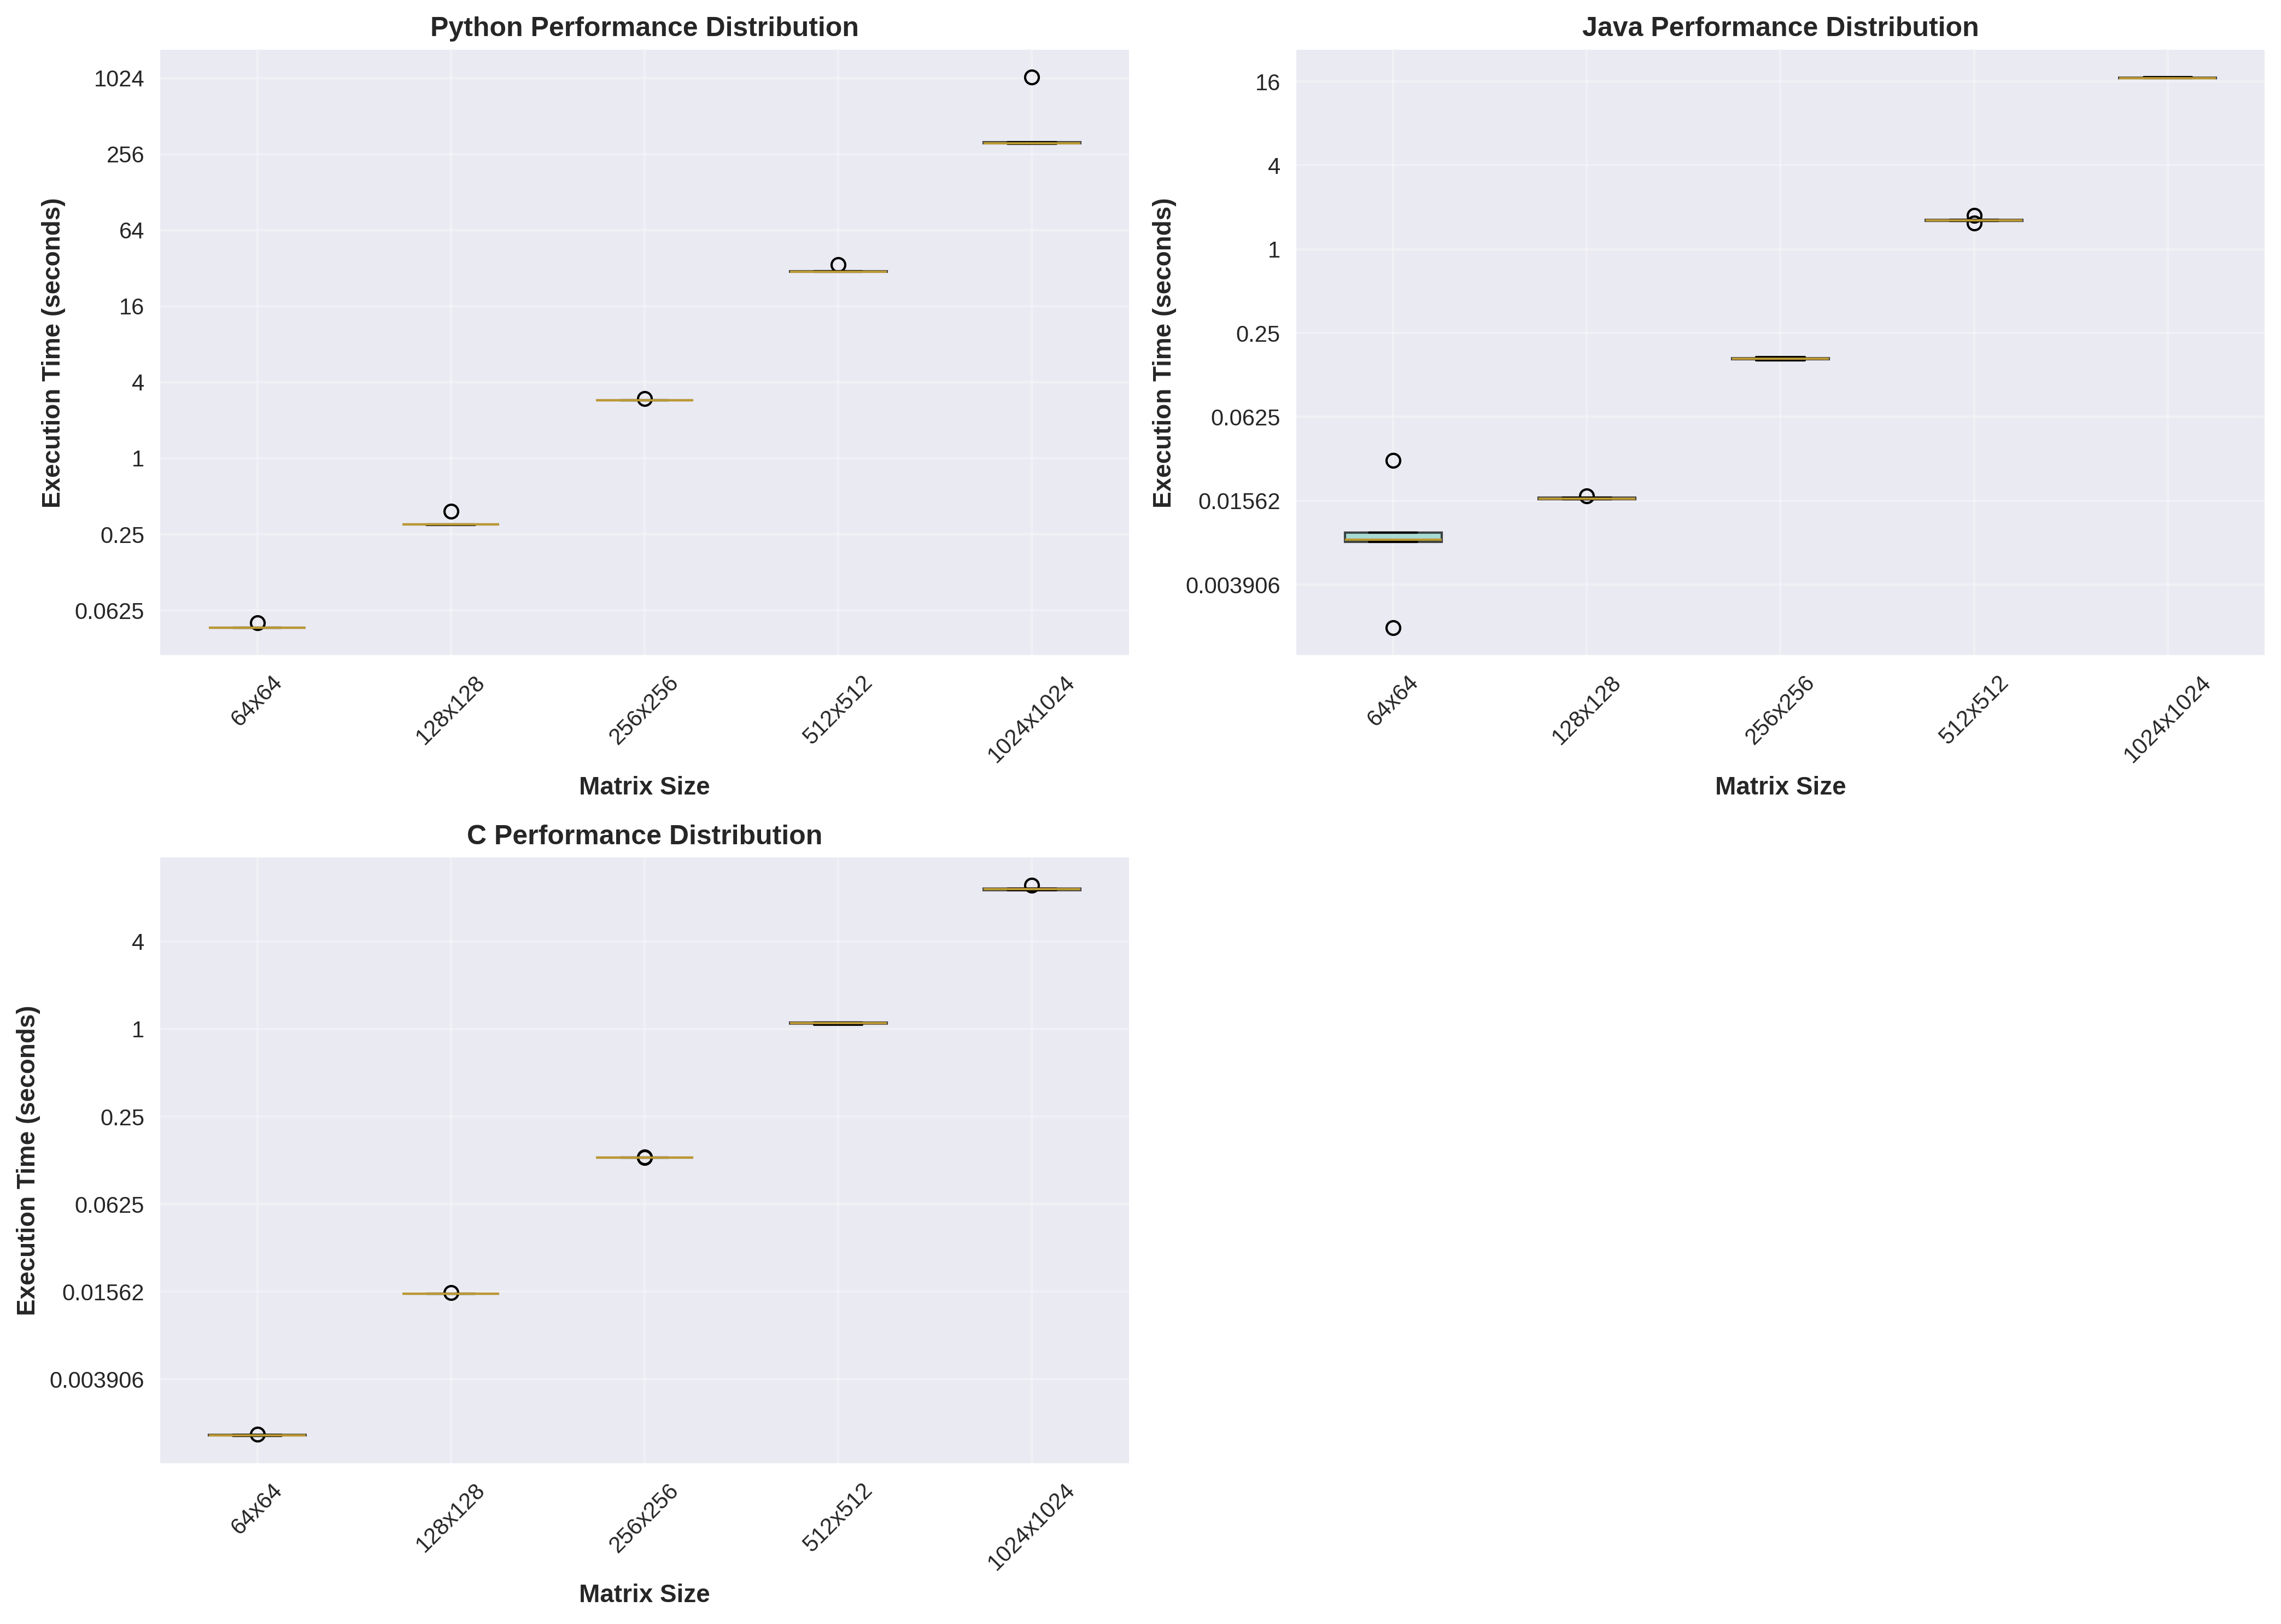 Python Performance Distribution
Execution Time (seconds)
1024
256
64
16
4
1
0.25
0.0625
64x64
128x128
256x256
512x512
1024x1024
Matrix Size
Java Performance Distribution
Execution Time (seconds)
16
4
1
0.25
0.0625
0.01562
0.003906
64x64
128x128
256x256
512x512
1024x1024
Matrix Size
C Performance Distribution
Execution Time (seconds)
4
1
0.25
0.0625
0.01562
0.003906
64x64
128x128
256x256
512x512
1024x1024
Matrix Size